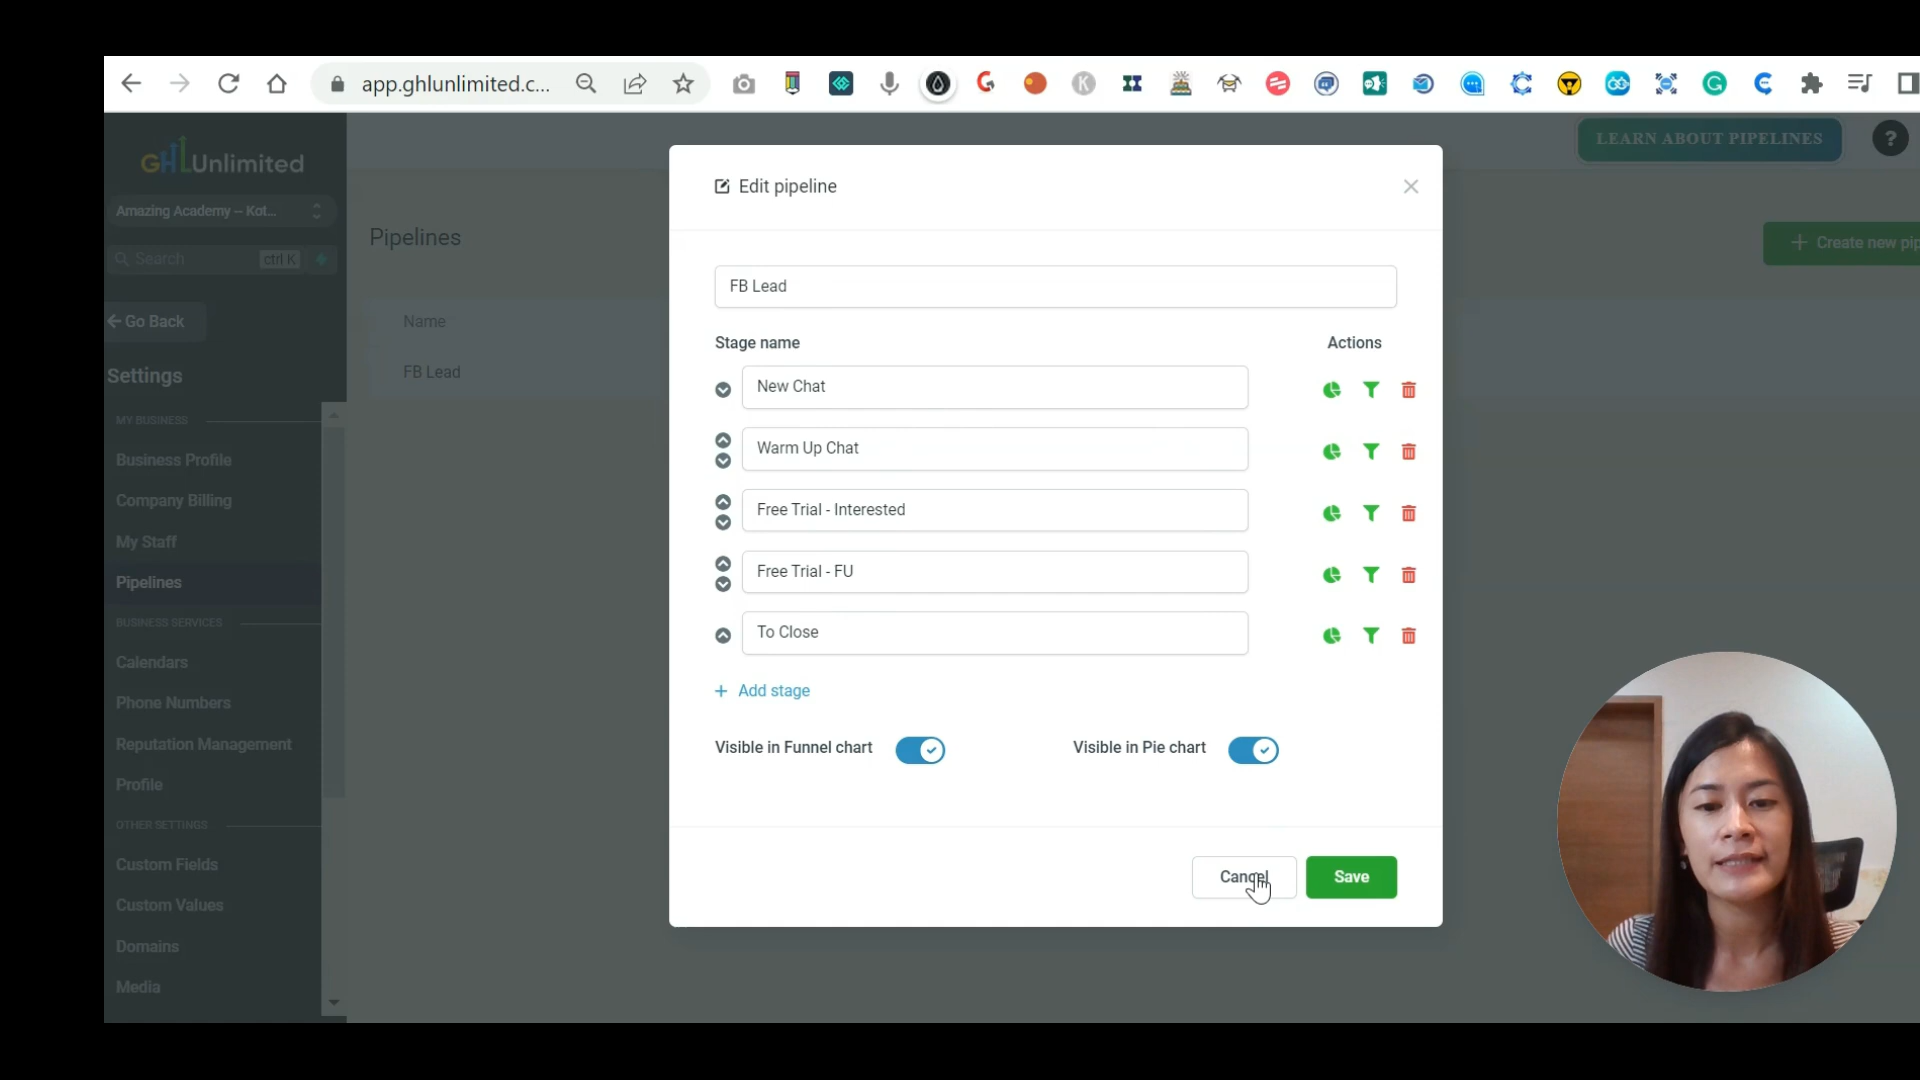 app.ghlunlimited.c...
GHLUnlimited
LEARN ABOUT PIPELINES
?
Amazing Academy – Kot...
Search
ctrl K
Go Back
Settings
MY BUSINESS
Business Profile
Company Billing
My Staff
Pipelines
BUSINESS SERVICES
Calendars
Phone Numbers
Reputation Management
Profile
OTHER SETTINGS
Custom Fields
Custom Values
Domains
Media
Pipelines
+ Create new pip
Name
FB Lead
Edit pipeline
FB Lead
Stage name
Actions
New Chat
Warm Up Chat
Free Trial - Interested
Free Trial - FU
To Close
+ Add stage
Visible in Funnel chart
Visible in Pie chart
Cancel
Save